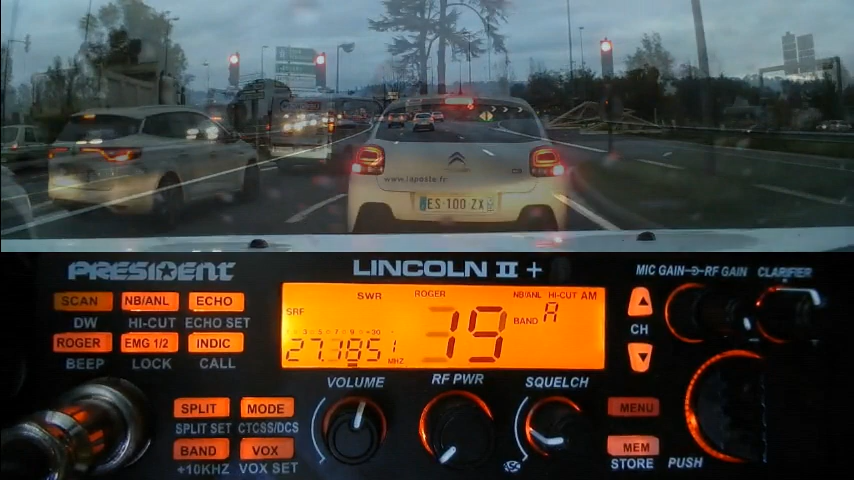 www.laposte.fr
C3
ES-100 ZX
PRESIDENT
LINCOLN II +
MIC GAIN RF GAIN CLARIFIER
SCAN NB/ANL ECHO
DW HI-CUT ECHO SET
ROGER EMG 1/2 INDIC
BEEP LOCK CALL
SWR ROGER NB/ANL HI-CUT AM
SRF
BAND A
27.185 MHZ
19
CH
VOLUME RF PWR SQUELCH
SPLIT MODE
SPLIT SET CTCSS/DCS
BAND VOX
+10KHZ VOX SET
MENU
MEM
STORE PUSH